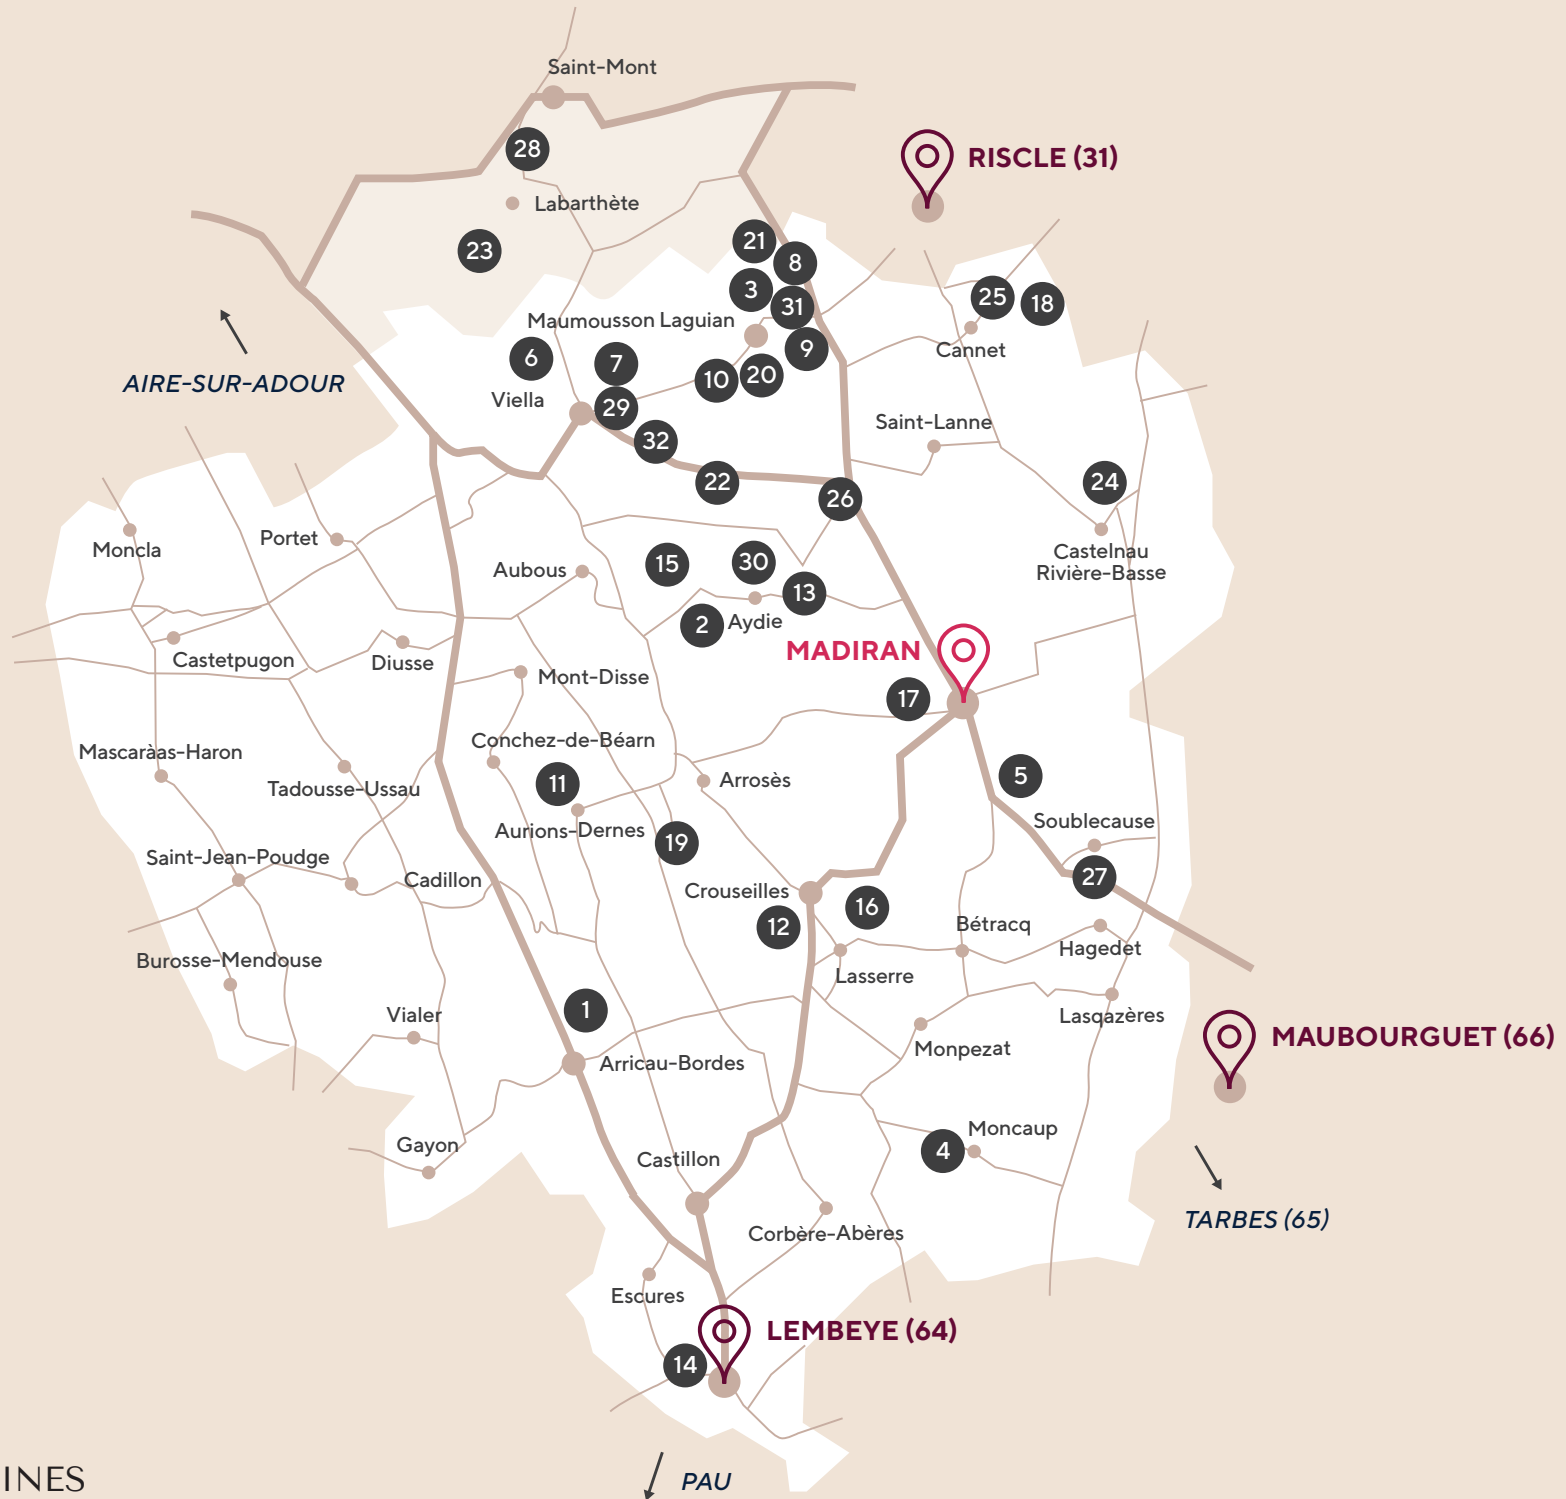 Saint-Mont
28
RISCLE (31)
Labarthète
23
21
8
3
31
25
18
Maumousson Laguian
9
Cannet
6
7
10
20
AIRE-SUR-ADOUR
Viella
29
32
Saint-Lanne
22
26
24
Moncla
Portet
Castelnau
Rivière-Basse
Aubous
15
30
13
2
Aydie
MADIRAN
Castetpugon
Diusse
Mont-Disse
17
Mascaràas-Haron
Conchez-de-Béarn
Tadousse-Ussau
11
Arrosès
5
Aurions-Dernes
19
Soublecause
Saint-Jean-Poudge
Cadillon
Crouseilles
27
12
16
Bétracq
Hagedet
Burosse-Mendouse
Lasserre
1
Vialer
Lasqazères
MAUBOURGUET (66)
Arricau-Bordes
Monpezat
Gayon
Castillon
4
Moncaup
TARBES (65)
Corbère-Abères
Escures
LEMBEYE (64)
14
INES
PAU